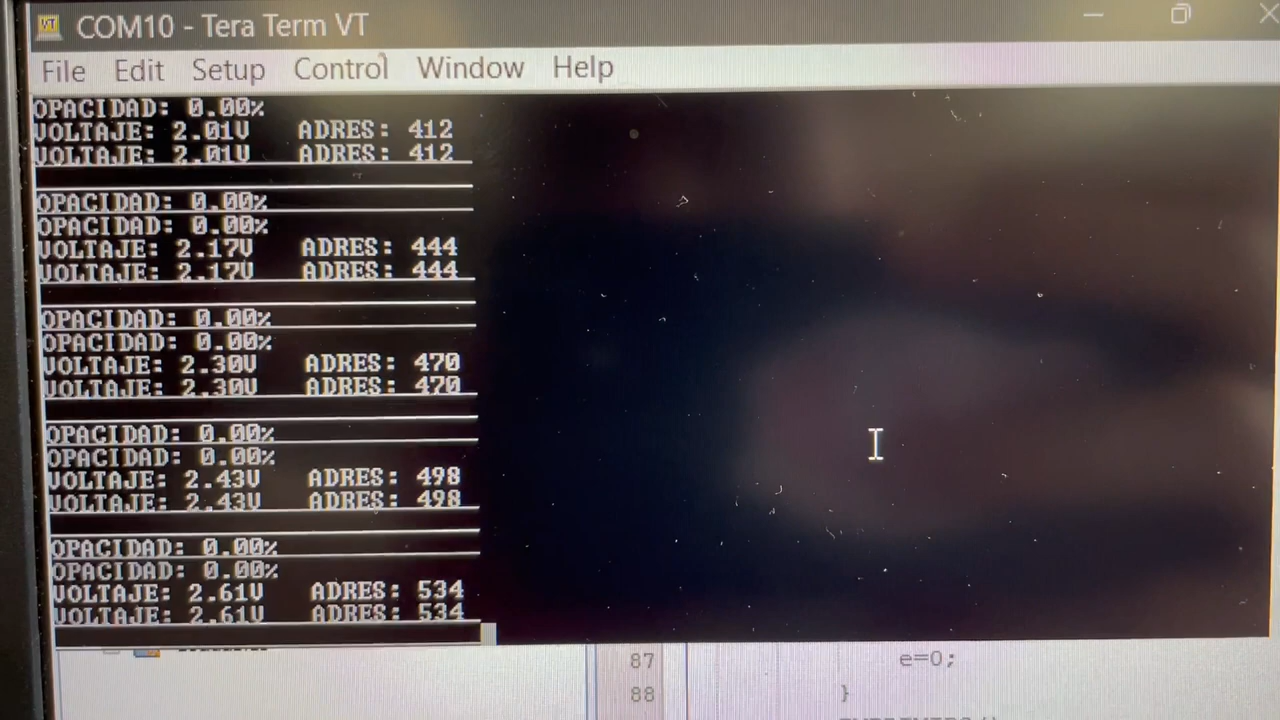 COM10 - Tera Term VT
File Edit Setup Control Window Help
OPACIDAD: 0.00%
VOLTAJE: 2.01V ADRES: 412
VOLTAJE: 2.01V ADRES: 412
OPACIDAD: 0.00%
OPACIDAD: 0.00%
VOLTAJE: 2.17V ADRES: 444
VOLTAJE: 2.17V ADRES: 444
OPACIDAD: 0.00%
OPACIDAD: 0.00%
VOLTAJE: 2.30V ADRES: 470
VOLTAJE: 2.30V ADRES: 470
OPACIDAD: 0.00%
OPACIDAD: 0.00%
VOLTAJE: 2.43V ADRES: 498
VOLTAJE: 2.43V ADRES: 498
OPACIDAD: 0.00%
OPACIDAD: 0.00%
VOLTAJE: 2.61V ADRES: 534
VOLTAJE: 2.61V ADRES: 534
87 e=0;
88 }